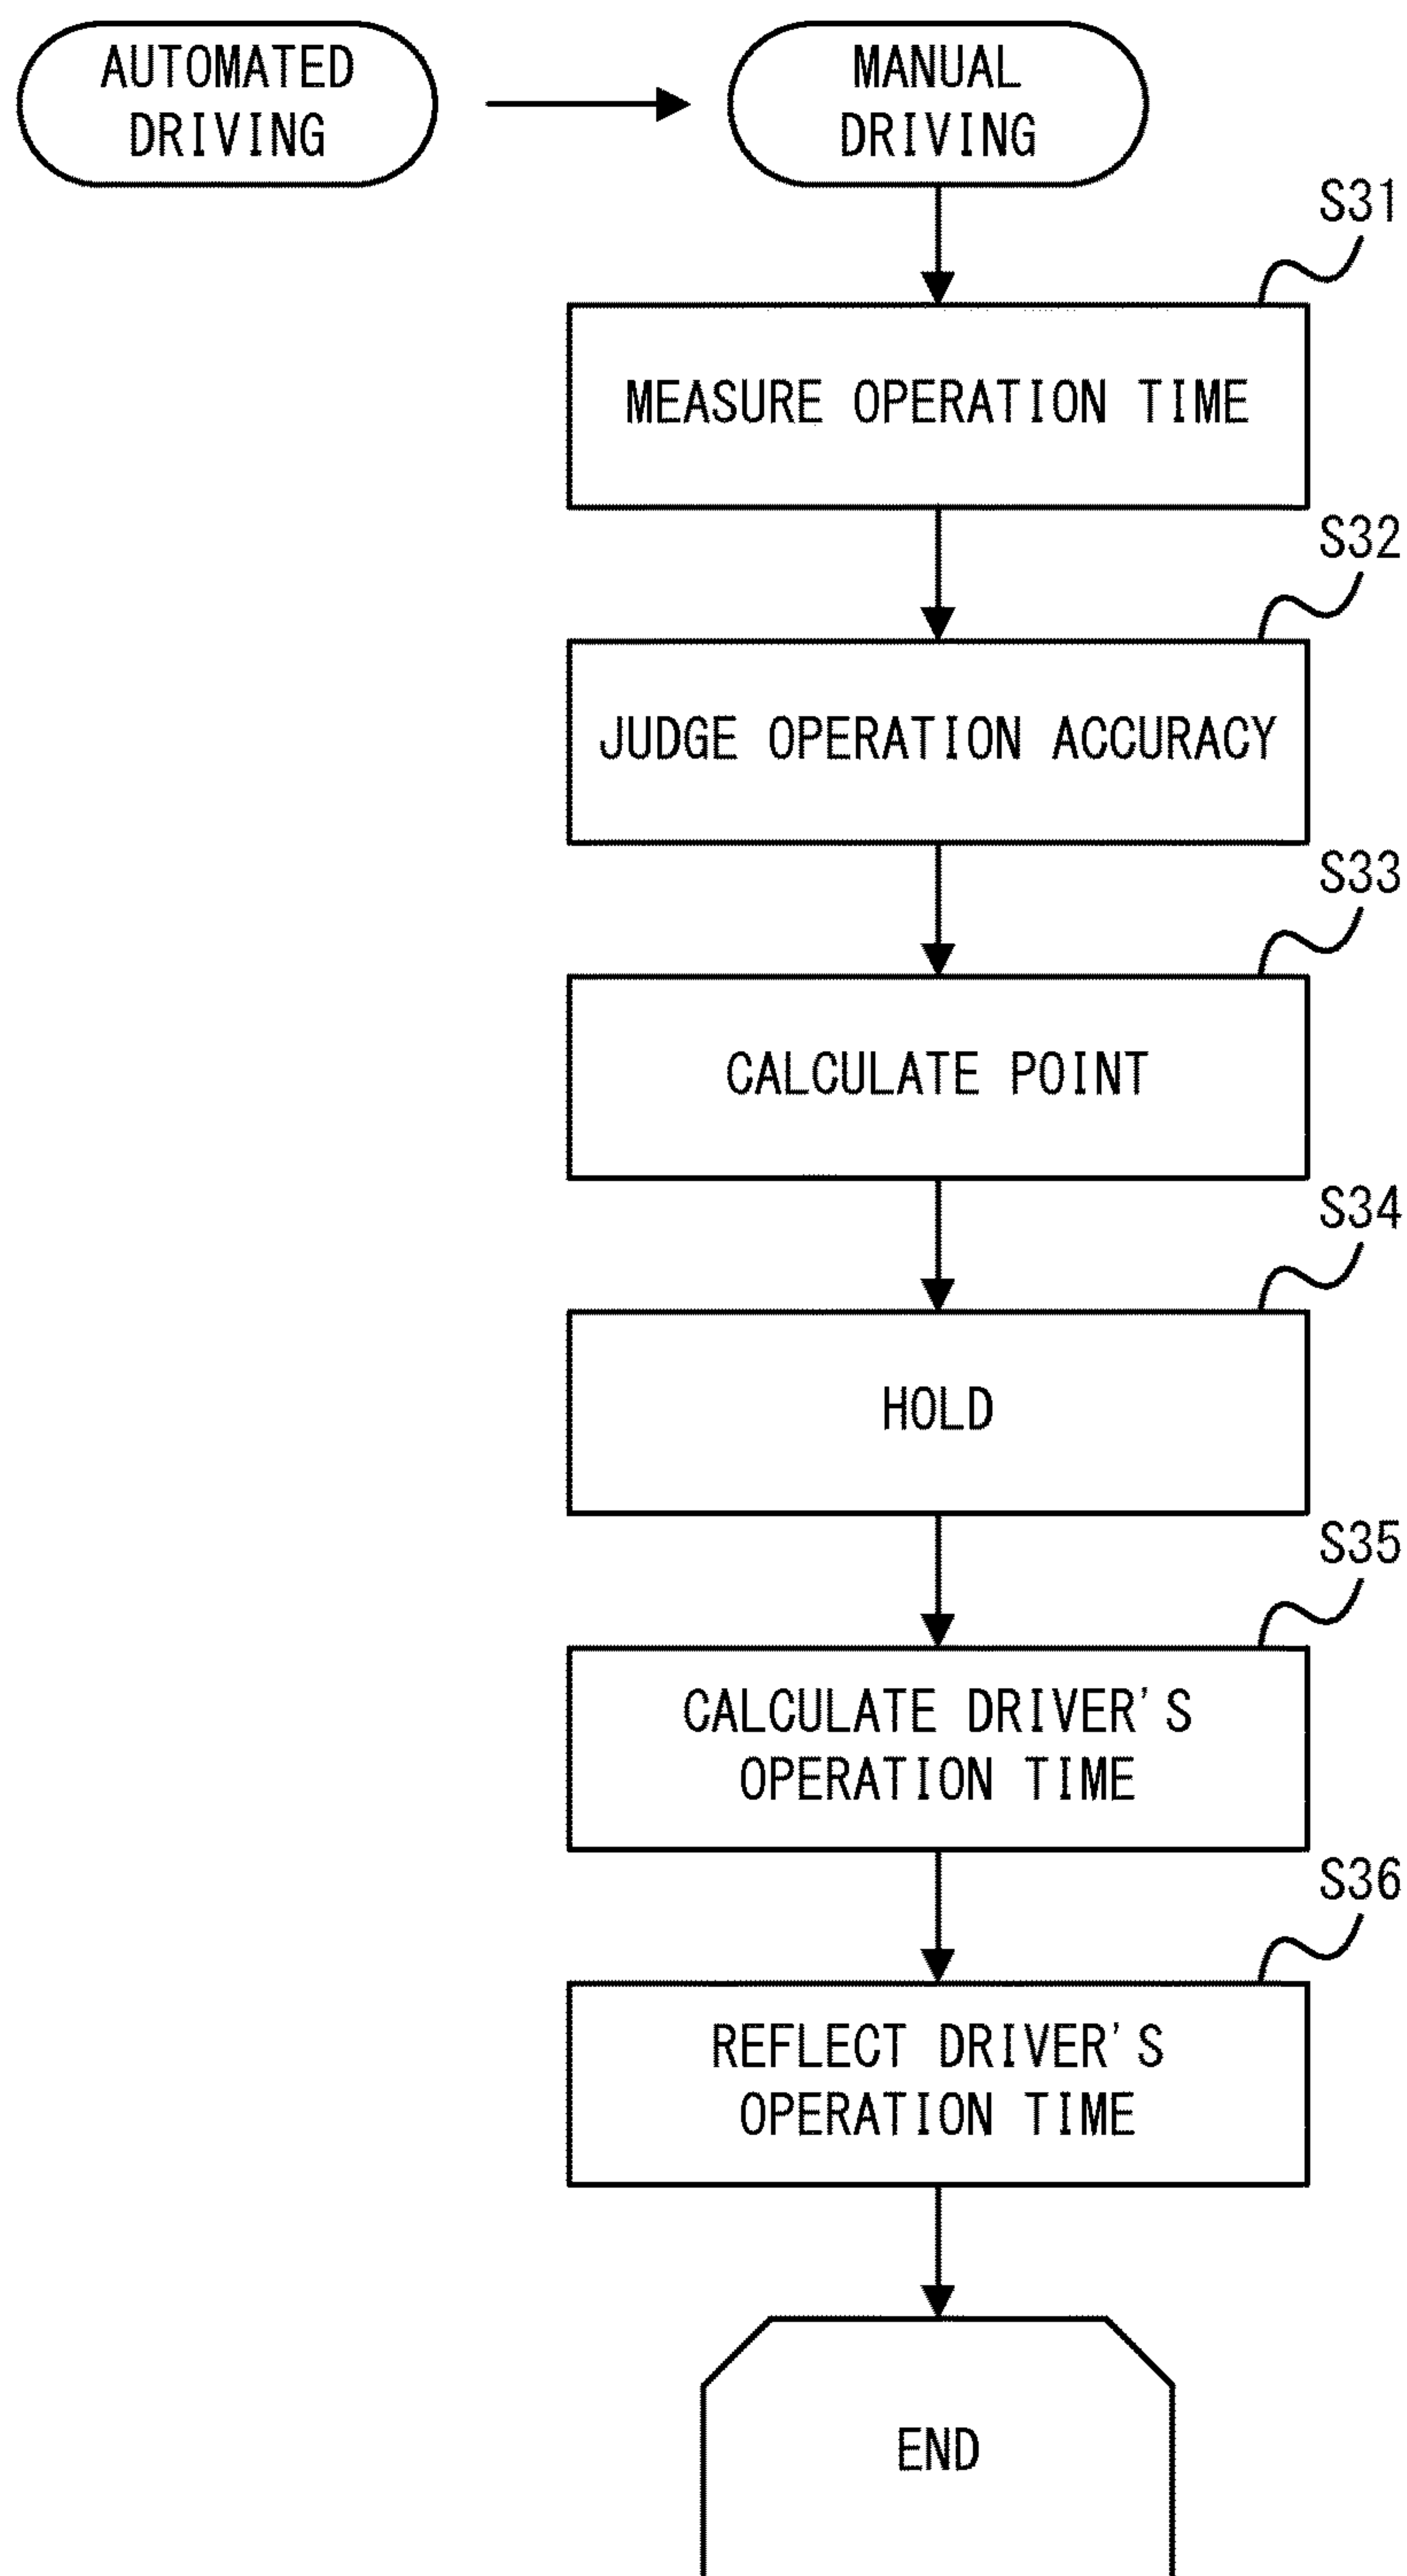 AUTOMATED
DRIVING
MANUAL
DRIVING
S31
MEASURE OPERATION TIME
S32
JUDGE OPERATION ACCURACY
S33
CALCULATE POINT
S34
HOLD
S35
CALCULATE DRIVER'S
OPERATION TIME
S36
REFLECT DRIVER'S
OPERATION TIME
END